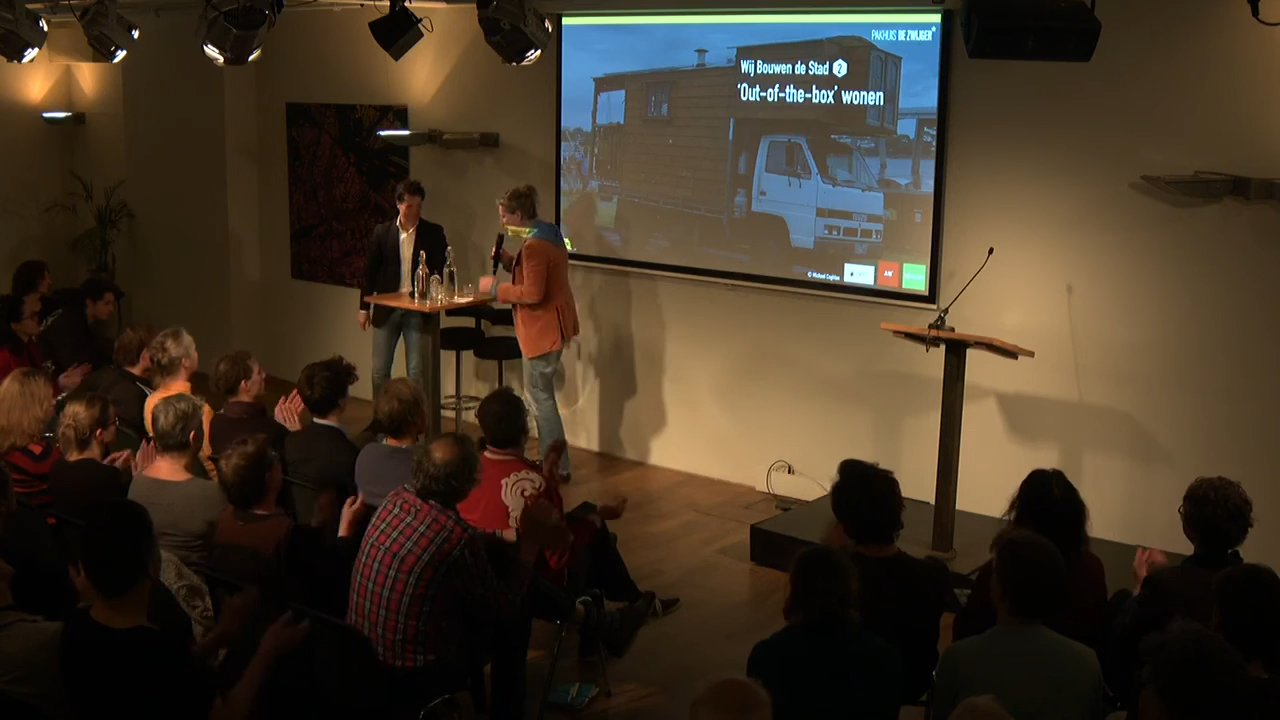 PAKHUIS DE ZWIJGER
Wij Bouwen de Stad 2
'Out-of-the-box' wonen